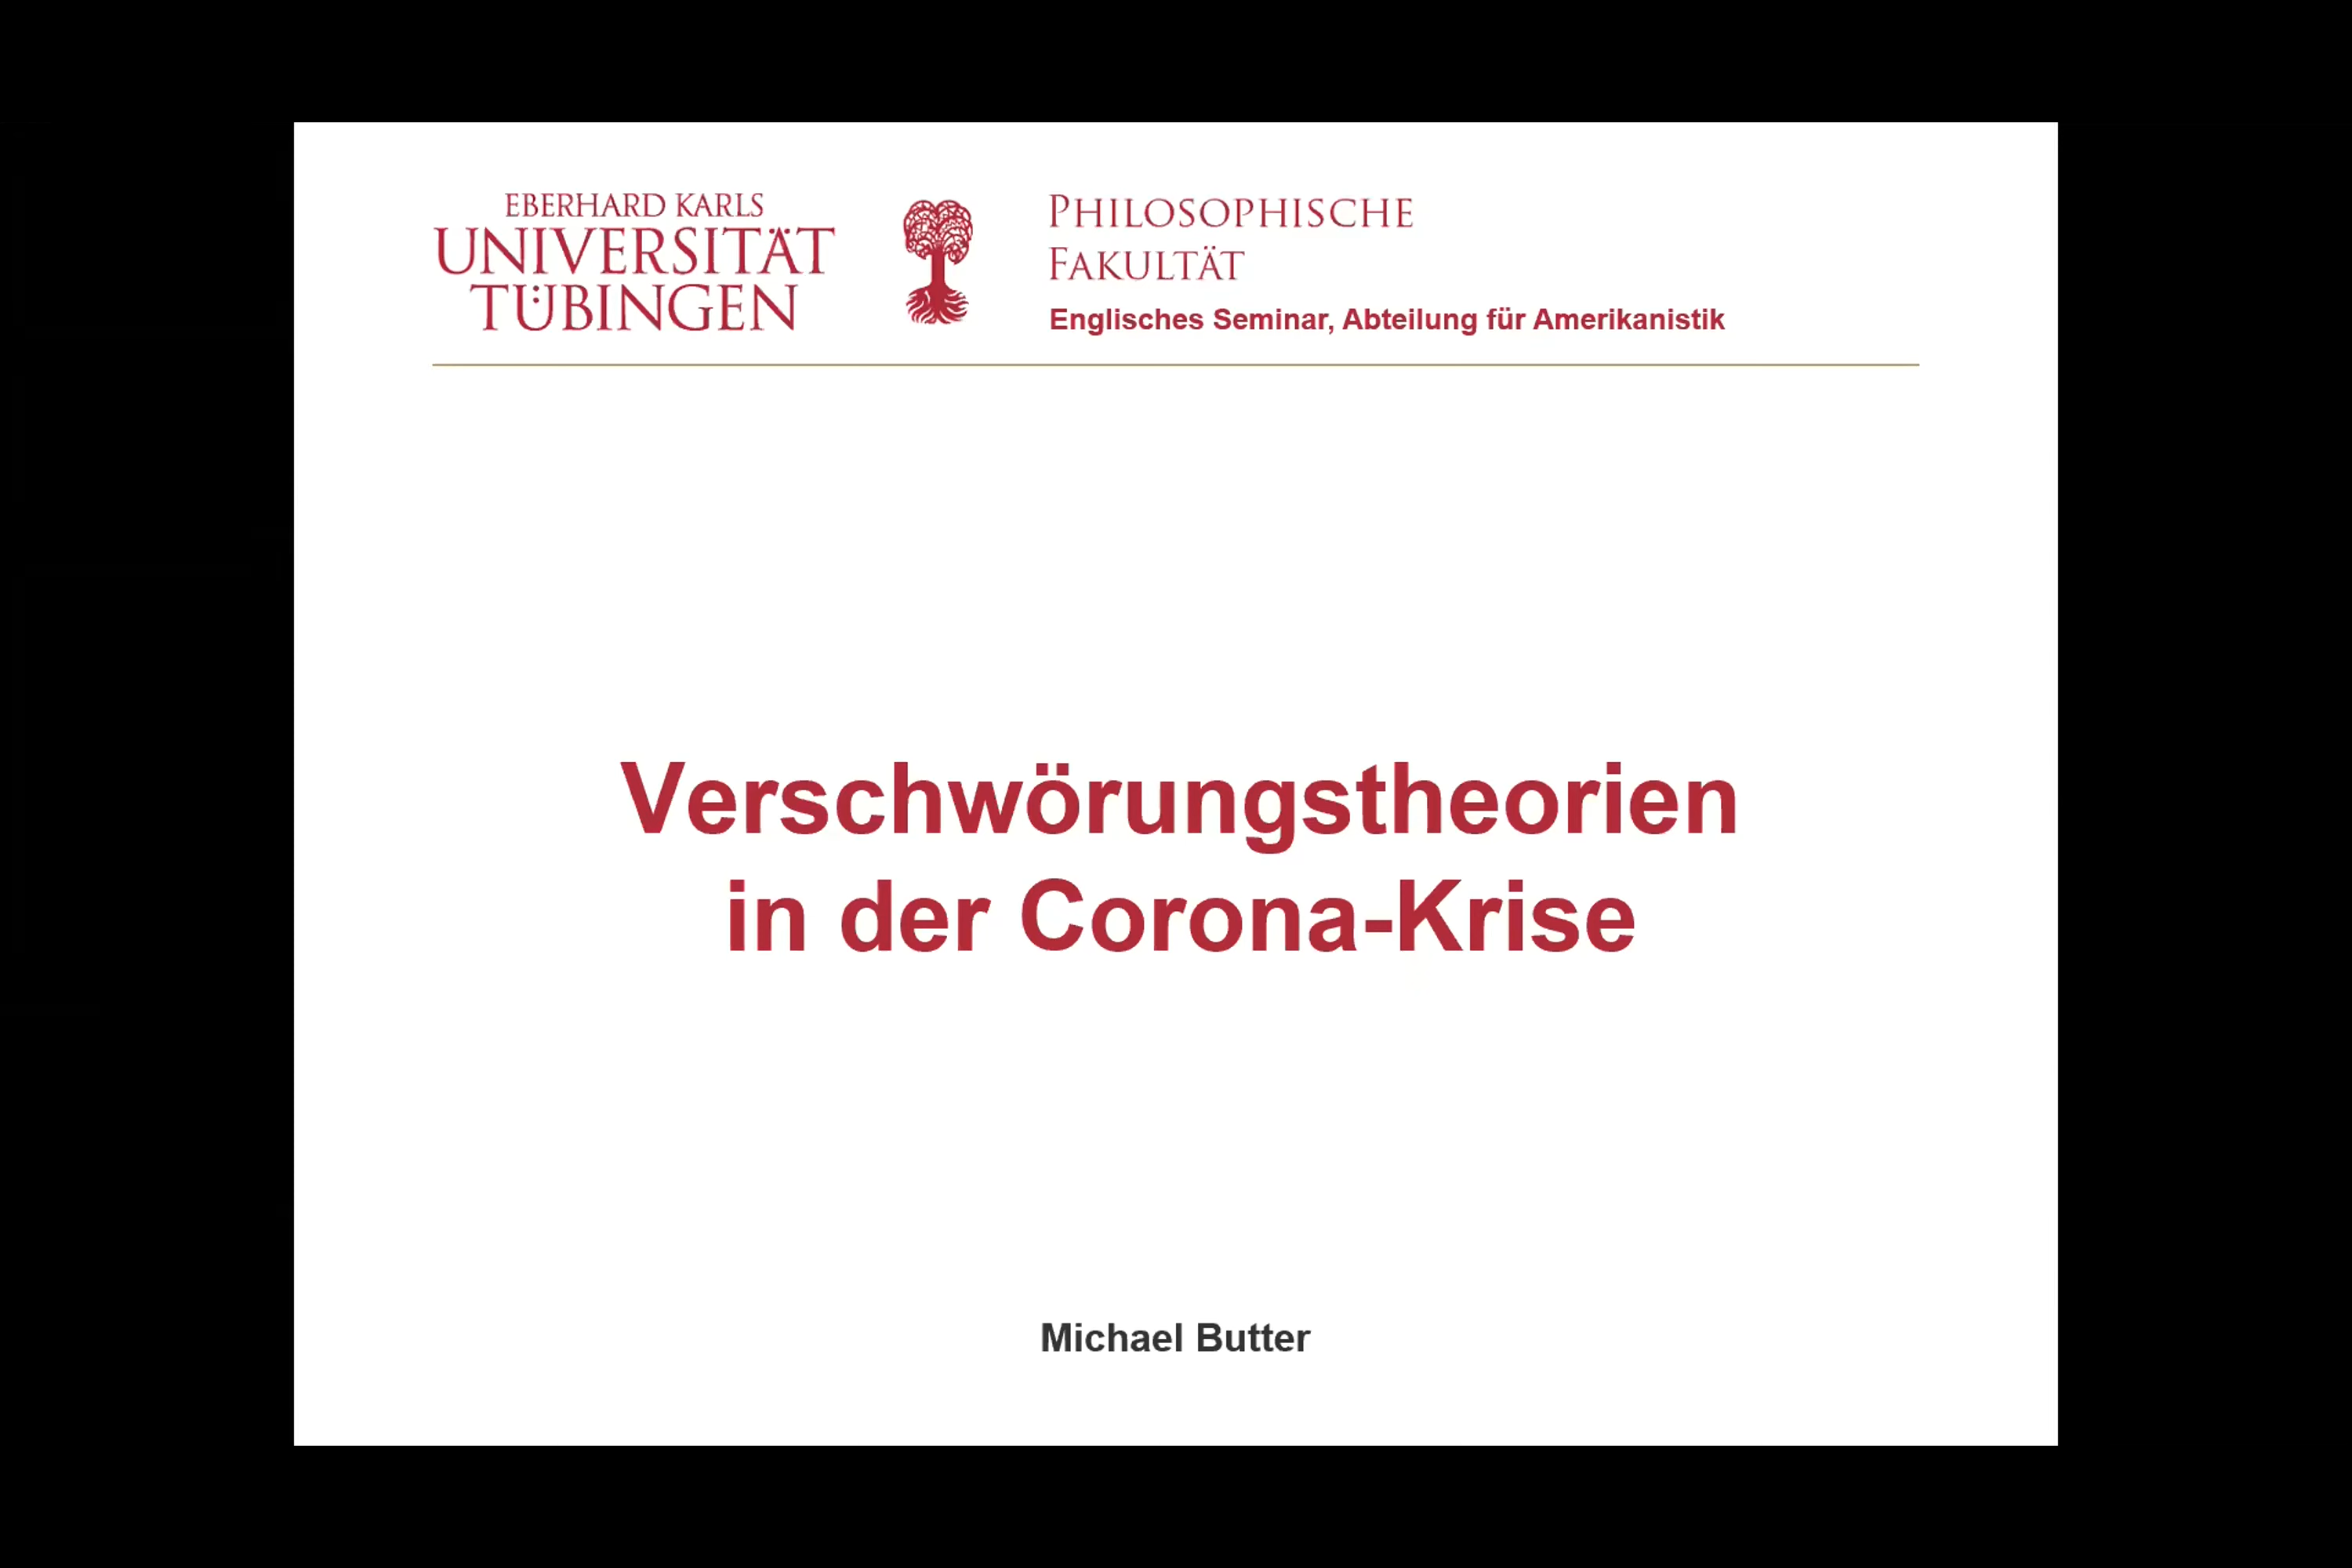 EBERHARD KARLS
UNIVERSITÄT
TÜBINGEN
PHILOSOPHISCHE
FAKULTÄT
Englisches Seminar, Abteilung für Amerikanistik
Verschwörungstheorien
in der Corona-Krise
Michael Butter